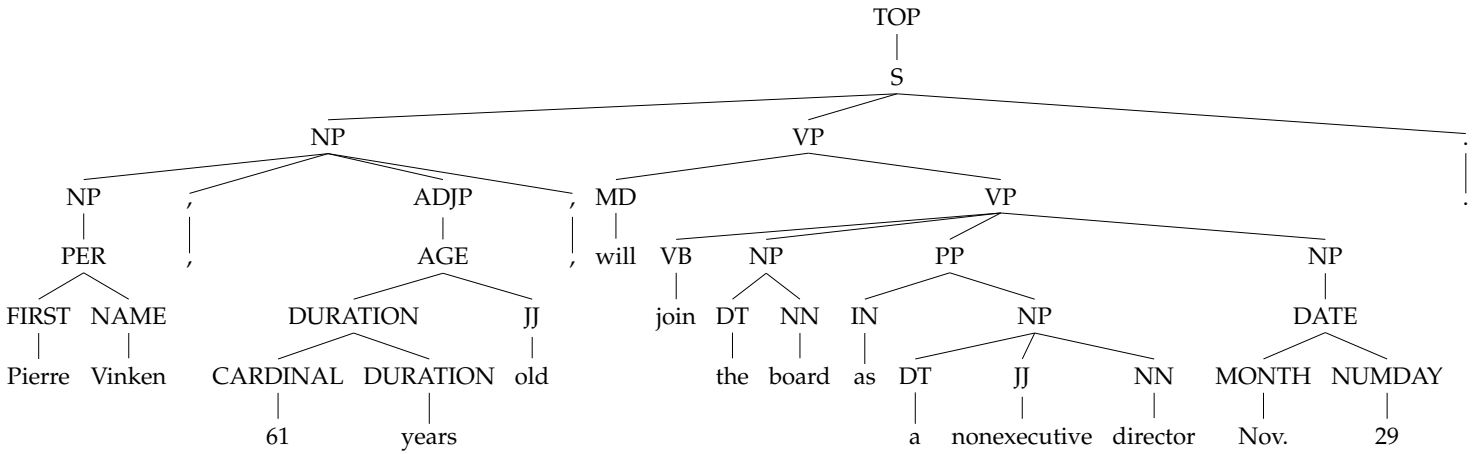 TOP
S
NP VP .
NP , ADJP , MD VP .
PER , AGE , will VB NP PP NP
FIRST NAME DURATION JJ join DT NN IN NP DATE
Pierre Vinken CARDINAL DURATION old the board as DT JJ NN MONTH NUMDAY
61 years a nonexecutive director Nov. 29